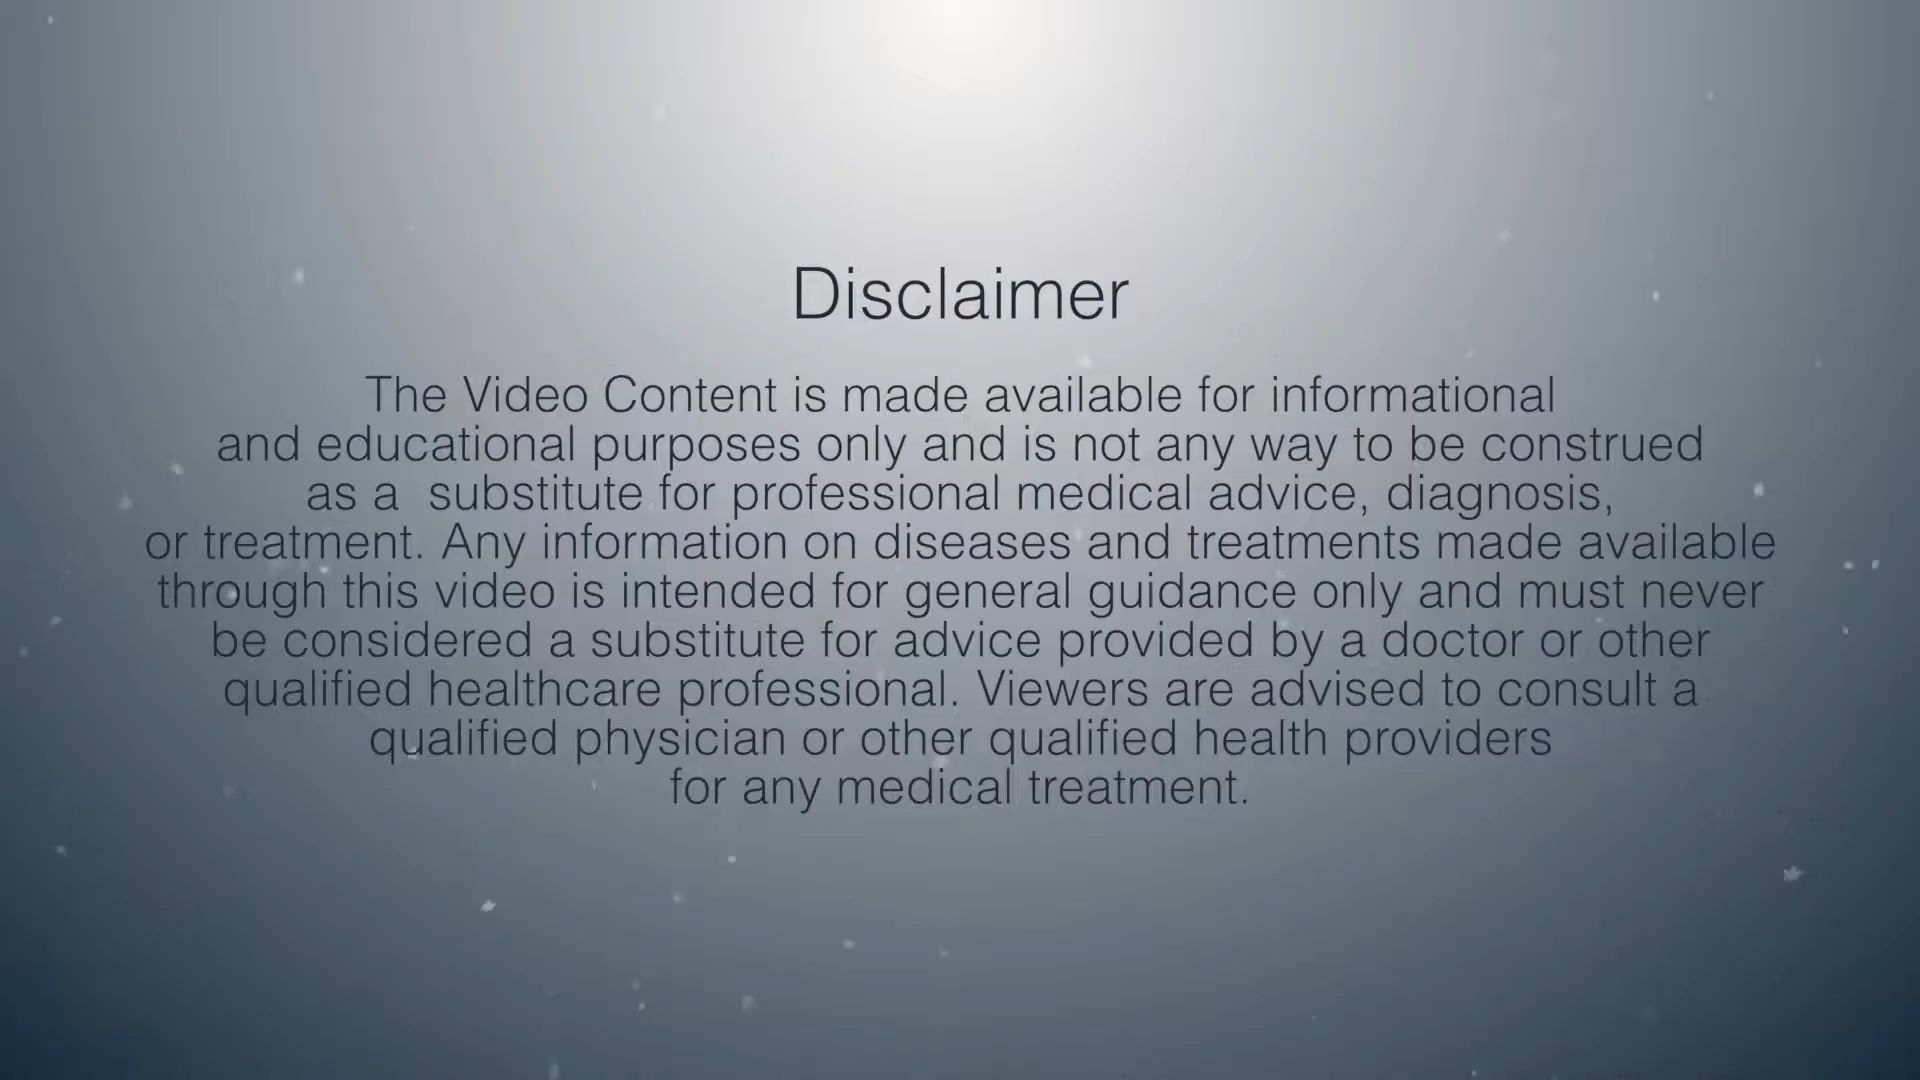 Disclaimer
The Video Content is made available for informational
and educational purposes only and is not any way to be construed
as a  substitute for professional medical advice, diagnosis,
or treatment. Any information on diseases and treatments made available
through this video is intended for general guidance only and must never
be considered a substitute for advice provided by a doctor or other
qualified healthcare professional. Viewers are advised to consult a
qualified physician or other qualified health providers
for any medical treatment.